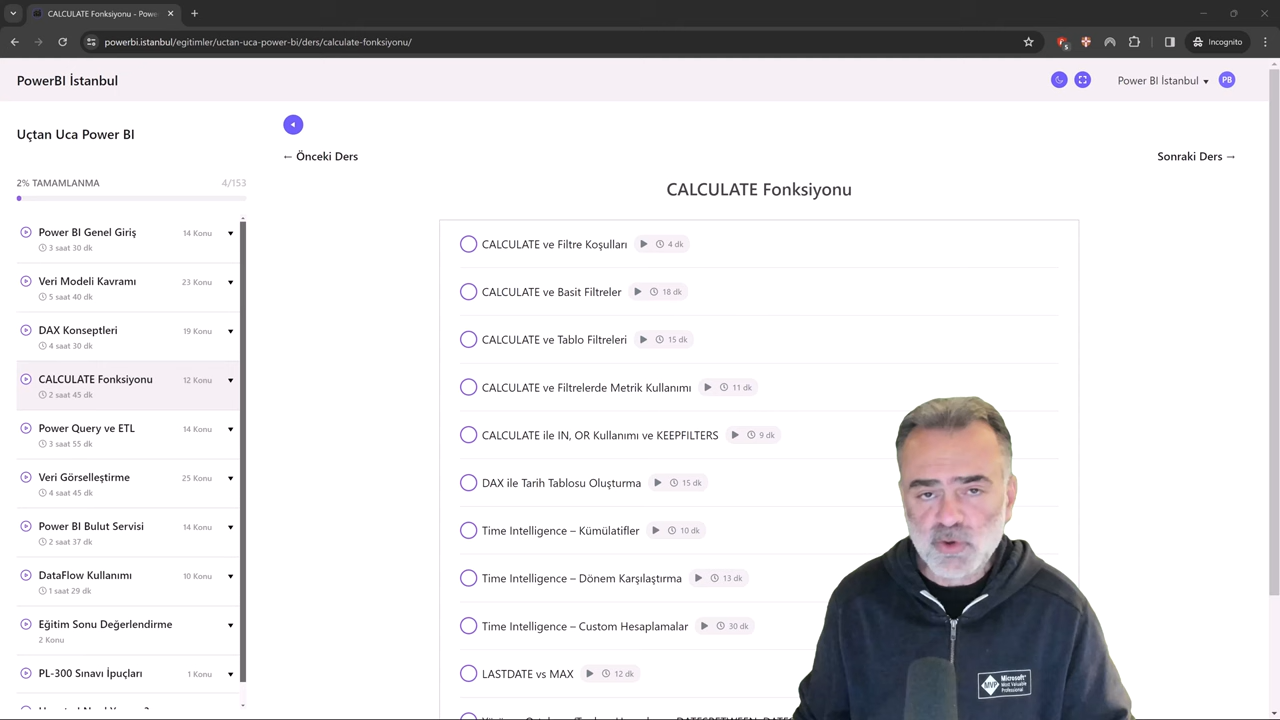 CALCULATE Fonksiyonu - Powe
powerbi.istanbul/egitimler/uctan-uca-power-bi/ders/calculate-fonksiyonu/
Incognito
PowerBI İstanbul
Power BI İstanbul
PB
Uçtan Uca Power BI
2% TAMAMLANMA 4/153
Power BI Genel Giriş 14 Konu
3 saat 30 dk
Veri Modeli Kavramı 23 Konu
5 saat 40 dk
DAX Konseptleri 19 Konu
4 saat 30 dk
CALCULATE Fonksiyonu 12 Konu
2 saat 45 dk
Power Query ve ETL 14 Konu
3 saat 55 dk
Veri Görselleştirme 25 Konu
4 saat 45 dk
Power BI Bulut Servisi 14 Konu
2 saat 37 dk
DataFlow Kullanımı 10 Konu
1 saat 29 dk
Eğitim Sonu Değerlendirme
2 Konu
PL-300 Sınavı İpuçları 1 Konu
← Önceki Ders
Sonraki Ders →
CALCULATE Fonksiyonu
CALCULATE ve Filtre Koşulları 4 dk
CALCULATE ve Basit Filtreler 18 dk
CALCULATE ve Tablo Filtreleri 15 dk
CALCULATE ve Filtrelerde Metrik Kullanımı 11 dk
CALCULATE ile IN, OR Kullanımı ve KEEPFILTERS 9 dk
DAX ile Tarih Tablosu Oluşturma 15 dk
Time Intelligence – Kümülatifler 10 dk
Time Intelligence – Dönem Karşılaştırma 13 dk
Time Intelligence – Custom Hesaplamalar 30 dk
LASTDATE vs MAX 12 dk
MVP
Microsoft
Most Valuable
Professional